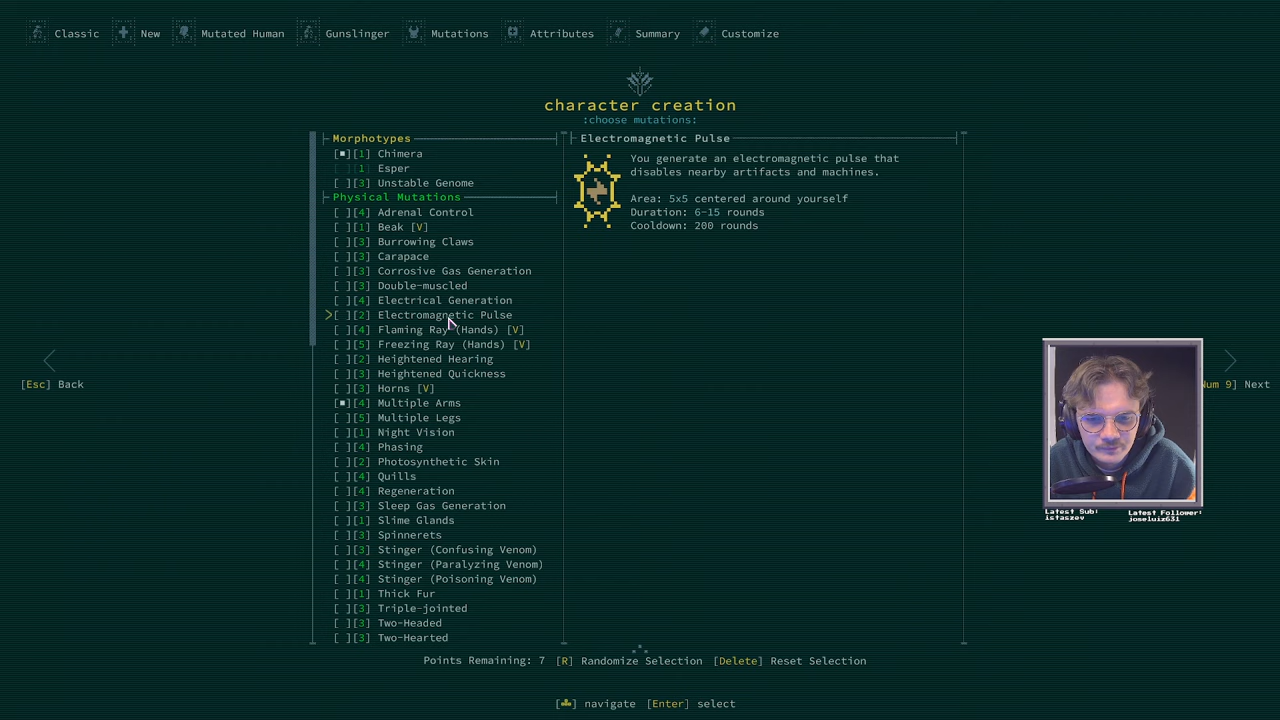 Classic New Mutated Human Gunslinger Mutations Attributes Summary Customize
character creation
:choose mutations:
Morphotypes
[■][1] Chimera
1 Esper
[ ][3] Unstable Genome
Physical Mutations
[ ][4] Adrenal Control
[ ][1] Beak [V]
[ ][3] Burrowing Claws
[ ][3] Carapace
[ ][3] Corrosive Gas Generation
[ ][3] Double-muscled
[ ][4] Electrical Generation
>[ ][2] Electromagnetic Pulse
[ ][4] Flaming Ray (Hands) [V]
[ ][5] Freezing Ray (Hands) [V]
[ ][2] Heightened Hearing
[ ][3] Heightened Quickness
[ ][3] Horns [V]
[■][4] Multiple Arms
[ ][5] Multiple Legs
[ ][1] Night Vision
[ ][4] Phasing
[ ][2] Photosynthetic Skin
[ ][4] Quills
[ ][4] Regeneration
[ ][3] Sleep Gas Generation
[ ][1] Slime Glands
[ ][3] Spinnerets
[ ][3] Stinger (Confusing Venom)
[ ][4] Stinger (Paralyzing Venom)
[ ][4] Stinger (Poisoning Venom)
[ ][1] Thick Fur
[ ][3] Triple-jointed
[ ][3] Two-Headed
[ ][3] Two-Hearted
Electromagnetic Pulse
You generate an electromagnetic pulse that
disables nearby artifacts and machines.
Area: 5x5 centered around yourself
Duration: 6-15 rounds
Cooldown: 200 rounds
[Esc] Back
Num 9] Next
Latest Sub:
istaszev
Latest Follower:
joseluiz631
Points Remaining: 7 [R] Randomize Selection [Delete] Reset Selection
navigate [Enter] select